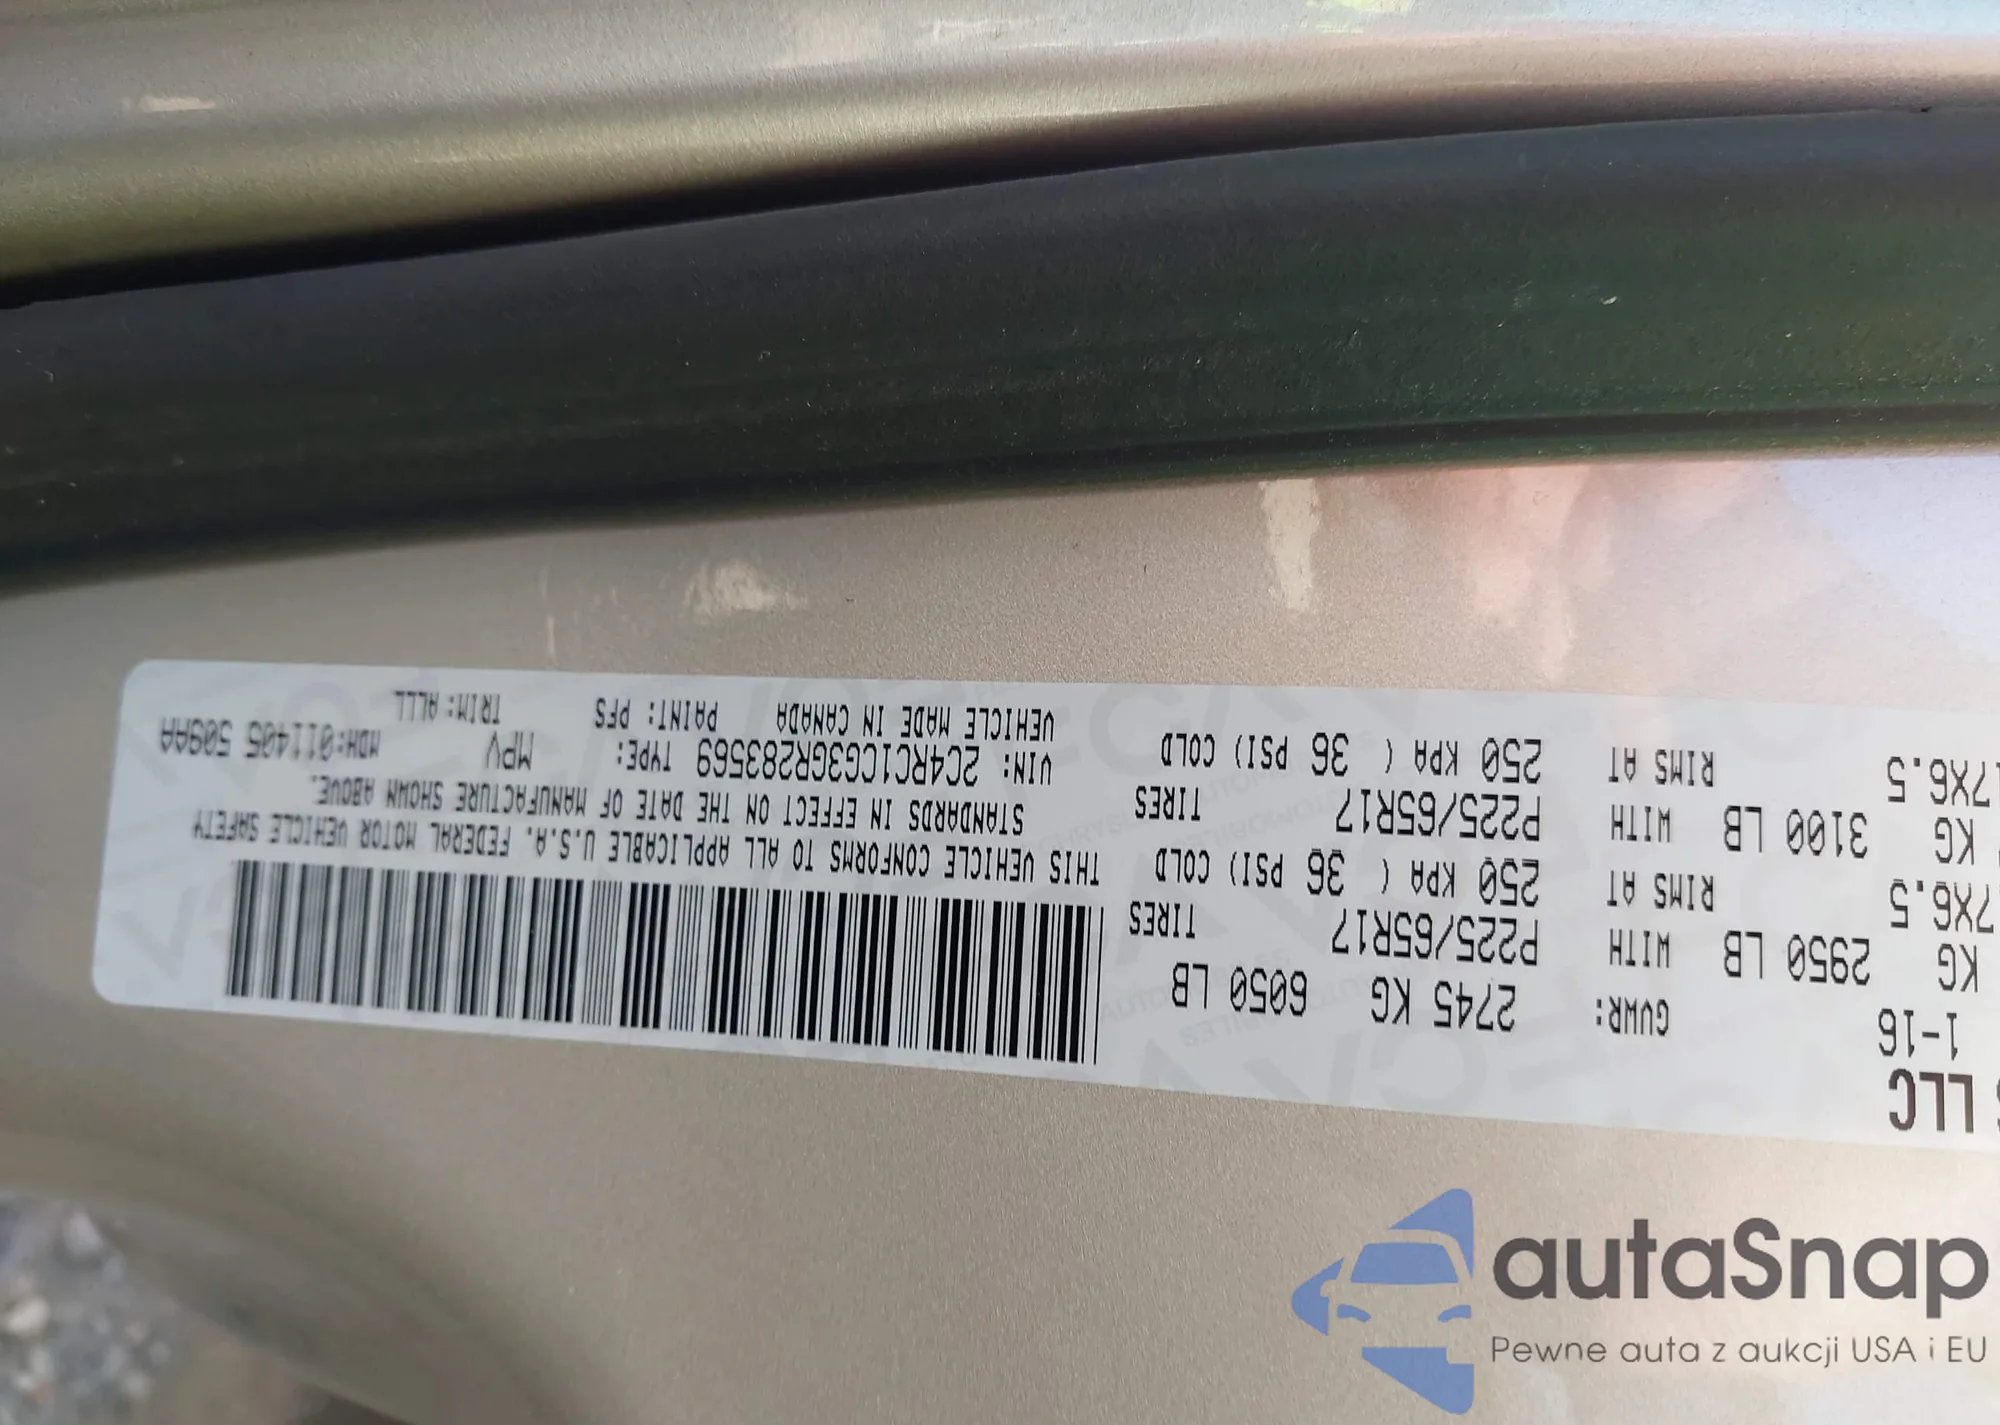 LLC
1-16
GVWR: 2745 KG 6050 LB
KG 2950 LB WITH P225/65R17 TIRES
17X6.5 RIMS AT 250 KPA ( 36 PSI) COLD
KG 3100 LB WITH P225/65R17 TIRES
17X6.5 RIMS AT 250 KPA ( 36 PSI) COLD
THIS VEHICLE CONFORMS TO ALL APPLICABLE U.S.A. FEDERAL MOTOR VEHICLE SAFETY
STANDARDS IN EFFECT ON THE DATE OF MANUFACTURE SHOWN ABOVE.
VIN: 2C4RC1CG3GR283569 TYPE: MPV MDH:011405 509AA
VEHICLE MADE IN CANADA PAINT: PFS TRIM: ALLL
autaSnap
Pewne auta z aukcji USA i EU